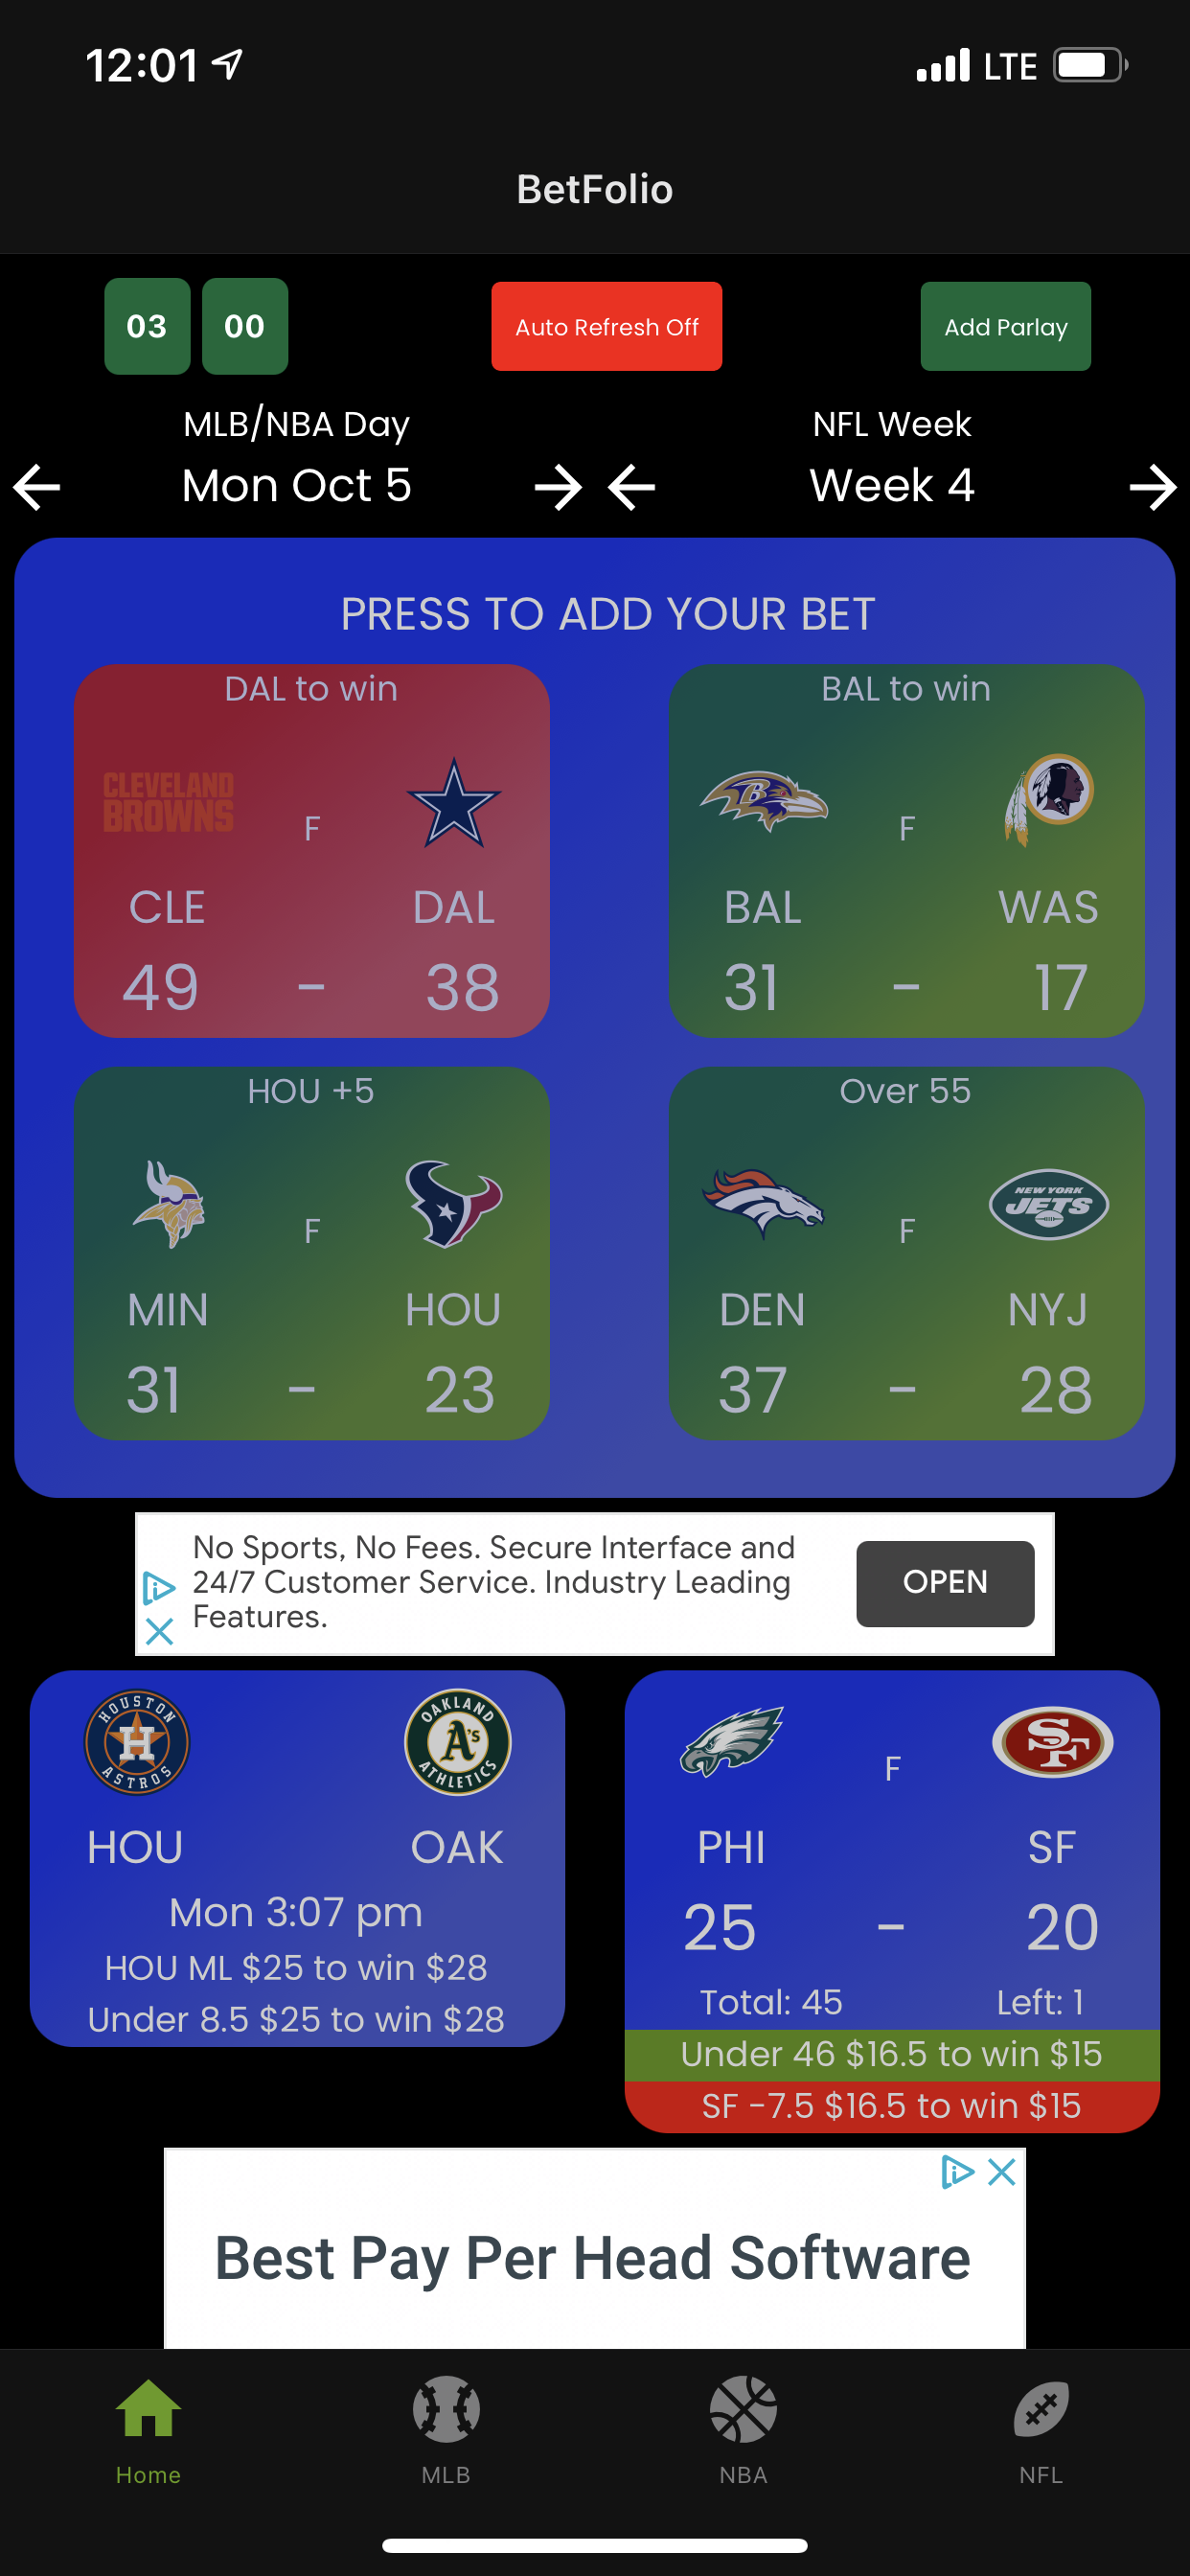 12:01
LTE
BetFolio
03 00
Auto Refresh Off
Add Parlay
MLB/NBA Day
NFL Week
Mon Oct 5
Week 4
PRESS TO ADD YOUR BET
DAL to win
CLEVELAND
BROWNS
F
CLE DAL
49 - 38
BAL to win
B
F
BAL WAS
31 - 17
HOU +5
F
MIN HOU
31 - 23
Over 55
NEW YORK
JETS
F
DEN NYJ
37 - 28
No Sports, No Fees. Secure Interface and
24/7 Customer Service. Industry Leading
Features.
OPEN
HOUSTON
H
ASTROS
OAKLAND
A's
ATHLETICS
HOU OAK
Mon 3:07 pm
HOU ML $25 to win $28
Under 8.5 $25 to win $28
F
SF
PHI SF
25 - 20
Total: 45 Left: 1
Under 46 $16.5 to win $15
SF -7.5 $16.5 to win $15
Best Pay Per Head Software
Home
MLB
NBA
NFL